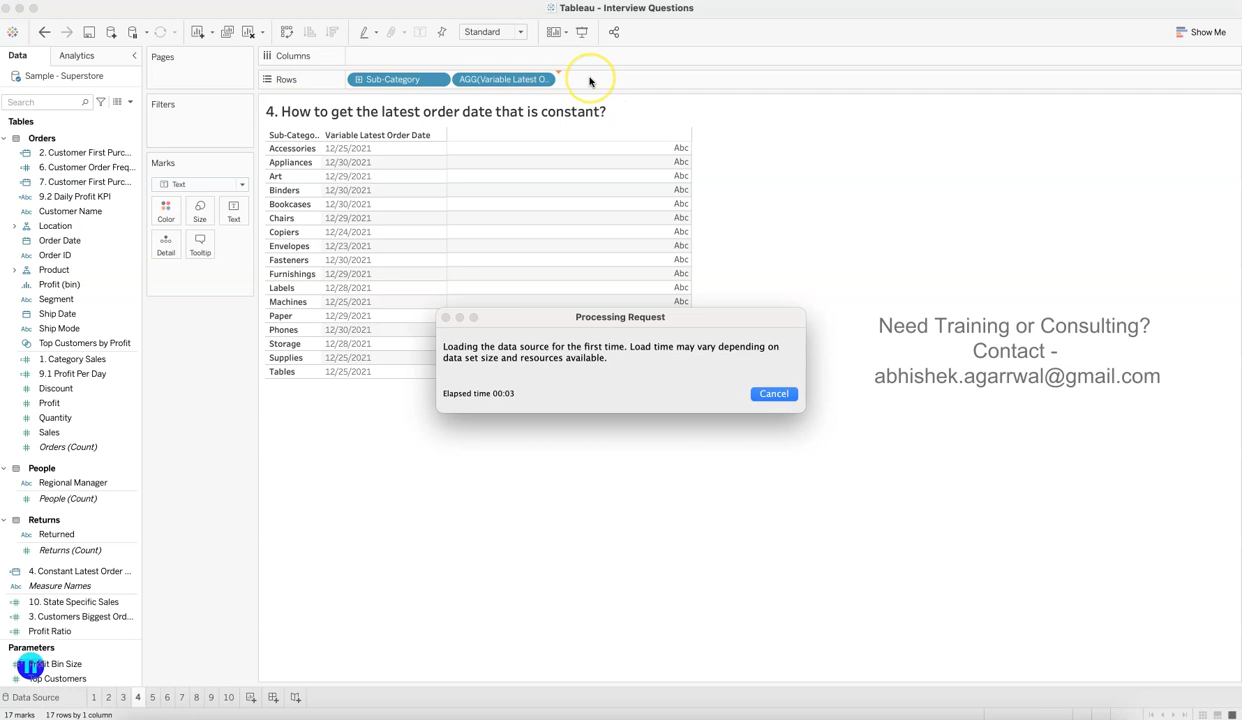 Tableau - Interview Questions
Standard
Show Me
Data
Analytics
Pages
Columns
Sample - Superstore
Rows
Sub-Category
AGG(Variable Latest O..
Search
Filters
4. How to get the latest order date that is constant?
Tables
Orders
2. Customer First Purc...
6. Customer Order Freq...
7. Customer First Purc...
9.2 Daily Profit KPI
Customer Name
Location
Order Date
Order ID
Product
Profit (bin)
Segment
Ship Date
Ship Mode
Top Customers by Profit
1. Category Sales
9.1 Profit Per Day
Discount
Profit
Quantity
Sales
Orders (Count)
People
Regional Manager
People (Count)
Returns
Returned
Returns (Count)
4. Constant Latest Order ...
Measure Names
10. State Specific Sales
3. Customers Biggest Ord...
Profit Ratio
Parameters
fit Bin Size
op Customers
Marks
Text
Color Size Text
Detail Tooltip
Sub-Catego.. Variable Latest Order Date
Accessories 12/25/2021 Abc
Appliances 12/30/2021 Abc
Art 12/29/2021 Abc
Binders 12/30/2021 Abc
Bookcases 12/30/2021 Abc
Chairs 12/29/2021 Abc
Copiers 12/24/2021 Abc
Envelopes 12/23/2021 Abc
Fasteners 12/30/2021 Abc
Furnishings 12/29/2021 Abc
Labels 12/28/2021 Abc
Machines 12/25/2021 Abc
Paper 12/29/2021
Phones 12/30/2021
Storage 12/28/2021
Supplies 12/25/2021
Tables 12/25/2021
Processing Request
Loading the data source for the first time. Load time may vary depending on
data set size and resources available.
Elapsed time 00:03
Cancel
Need Training or Consulting?
Contact -
abhishek.agarrwal@gmail.com
Data Source 1 2 3 4 5 6 7 8 9 10
17 marks 17 rows by 1 column